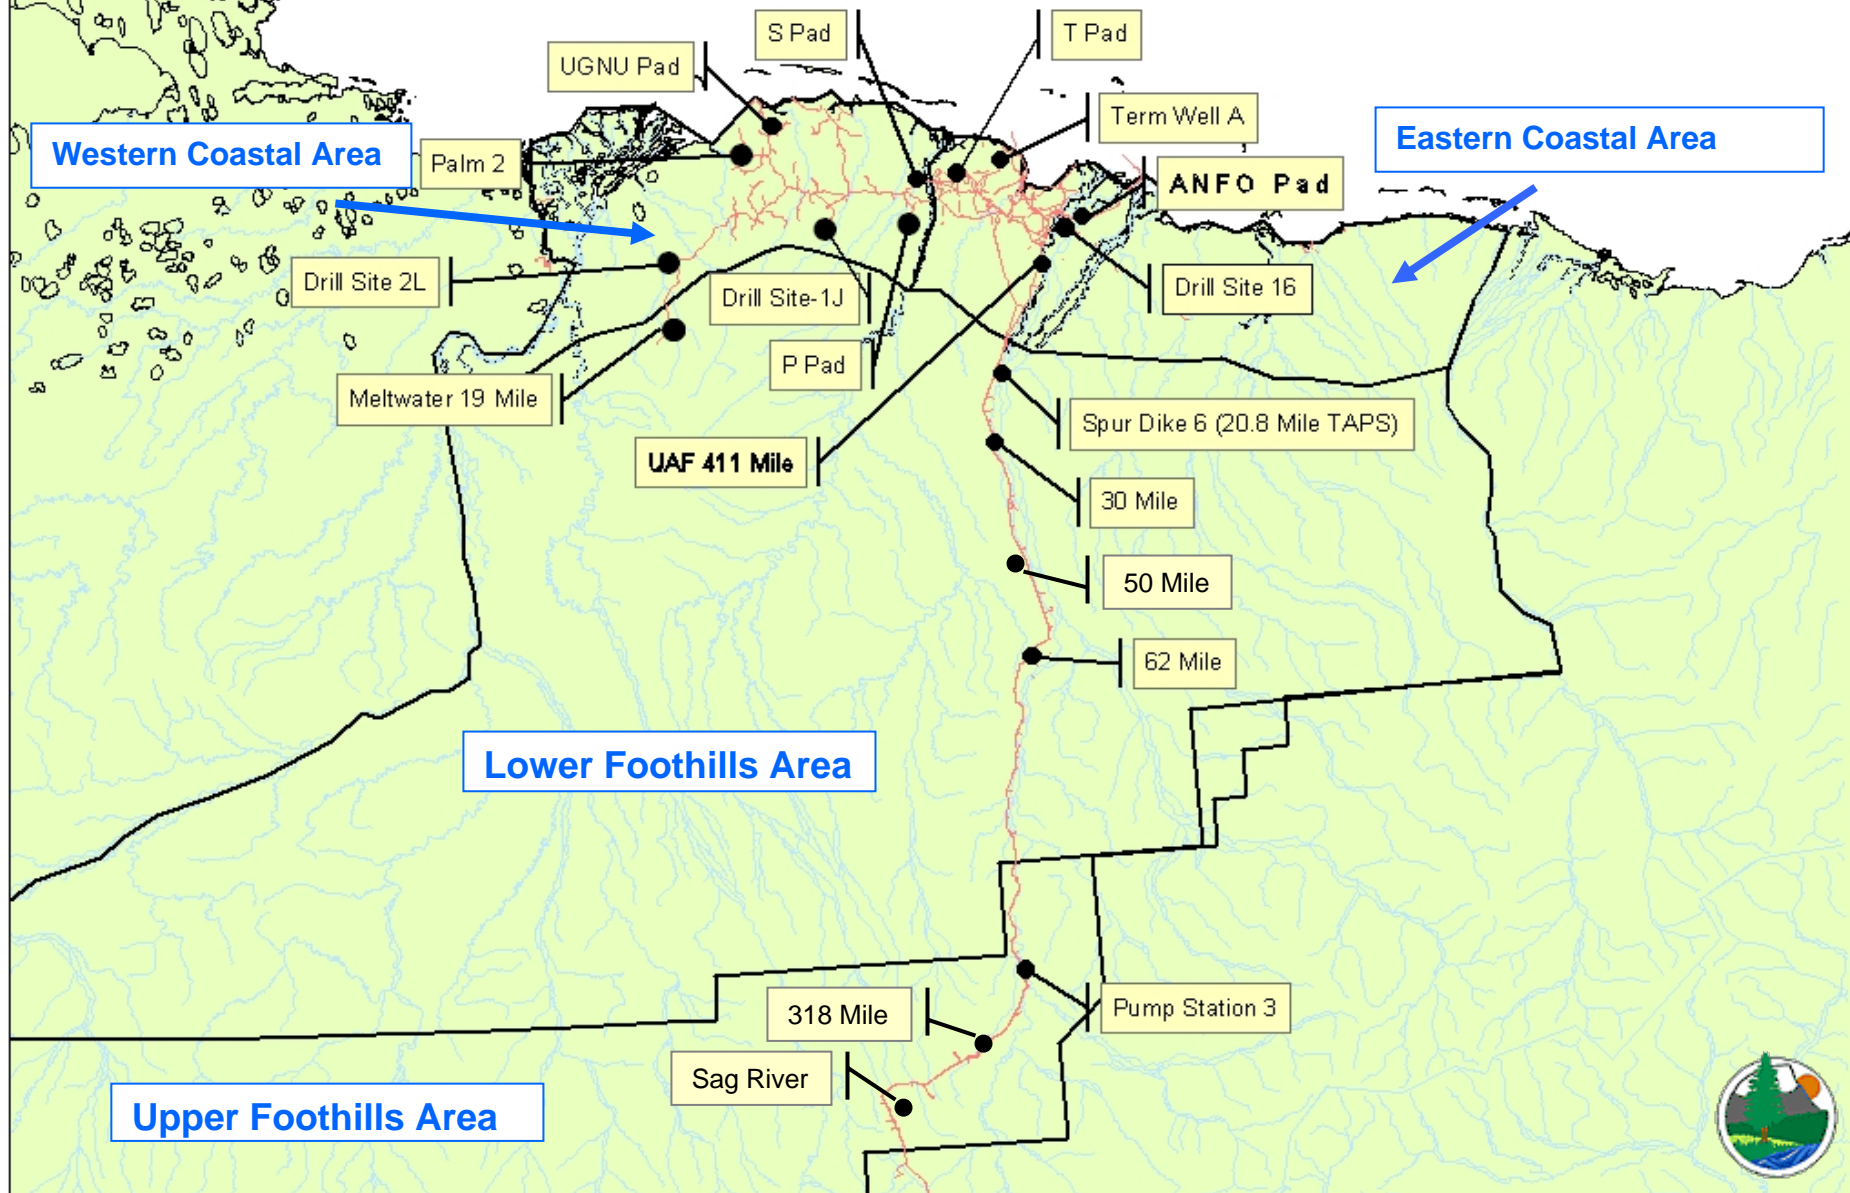 S Pad
T Pad
UGNU Pad
Term Well A
Western Coastal Area
Eastern Coastal Area
Palm 2
ANFO Pad
Drill Site 2L
Drill Site-1J
Drill Site 16
P Pad
Meltwater 19 Mile
Spur Dike 6 (20.8 Mile TAPS)
UAF 411 Mile
30 Mile
50 Mile
62 Mile
Lower Foothills Area
318 Mile
Pump Station 3
Sag River
Upper Foothills Area